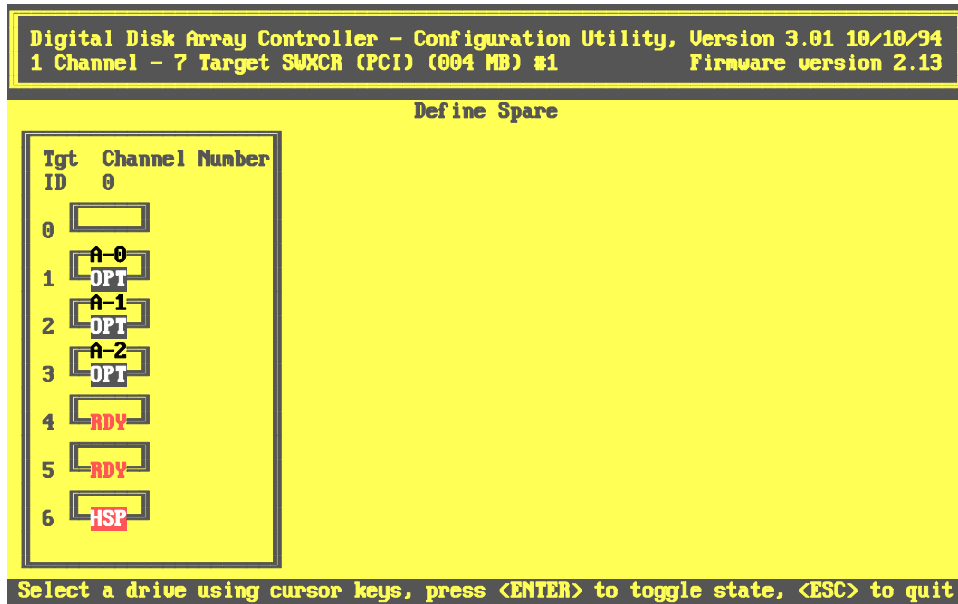 Digital Disk Array Controller - Configuration Utility, Version 3.01 10/10/94
1 Channel - 7 Target SWXCR (PCI) (004 MB) #1 Firmware version 2.13
Define Spare
Tgt Channel Number
ID 0
0
A-0
1 OPT
A-1
2 OPT
A-2
3 OPT
4 RDY
5 RDY
6 HSP
Select a drive using cursor keys, press <ENTER> to toggle state, <ESC> to quit